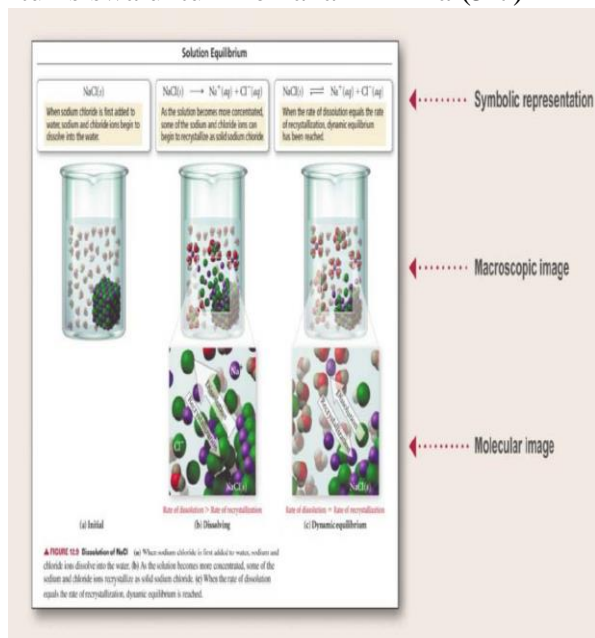 Solution Equilibrium
NaCl(s)
When sodium chloride is first added to
water, sodium and chloride ions begin to
dissolve into the water.
NaCl(s) ⟶ Na⁺(aq) + Cl⁻(aq)
As the solution becomes more concentrated,
some of the sodium and chloride ions can
begin to recrystallize as solid sodium chloride.
NaCl(s) ⇌ Na⁺(aq) + Cl⁻(aq)
When the rate of dissolution equals the rate
of recrystallization, dynamic equilibrium
has been reached.
Symbolic representation
Macroscopic image
Na⁺
Dissolution
Recrystallization
Cl⁻
NaCl(s)
Dissolution
Recrystallization
NaCl(s)
Molecular image
Rate of dissolution > Rate of recrystallization
Rate of dissolution = Rate of recrystallization
(a) Initial
(b) Dissolving
(c) Dynamic equilibrium
▲ FIGURE 12.9 Dissolution of NaCl (a) When sodium chloride is first added to water, sodium and
chloride ions dissolve into the water. (b) As the solution becomes more concentrated, some of the
sodium and chloride ions recrystallize as solid sodium chloride. (c) When the rate of dissolution
equals the rate of recrystallization, dynamic equilibrium is reached.